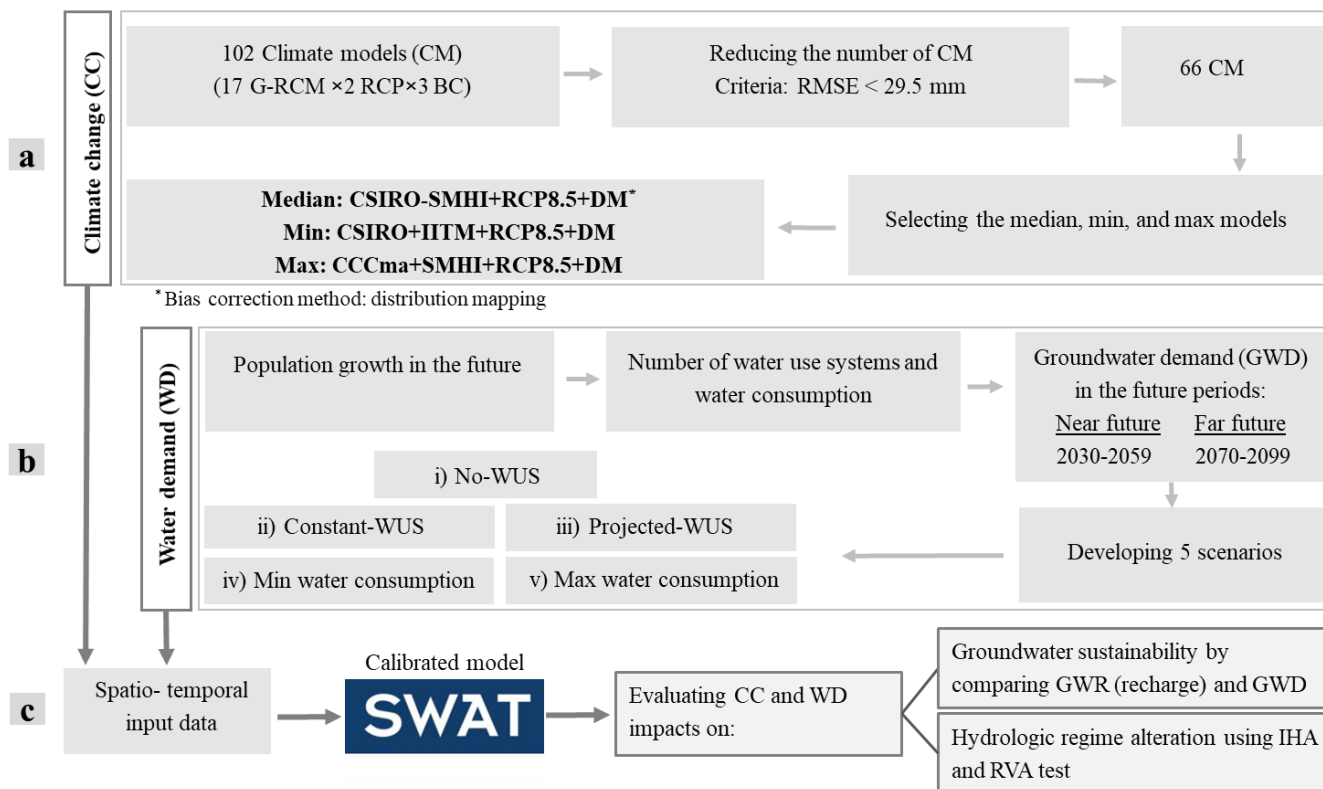 a
Climate change (CC)
102 Climate models (CM)
(17 G-RCM ×2 RCP×3 BC)
Reducing the number of CM
Criteria: RMSE < 29.5 mm
66 CM
Selecting the median, min, and max models
Median: CSIRO-SMHI+RCP8.5+DM*
Min: CSIRO+IITM+RCP8.5+DM
Max: CCCma+SMHI+RCP8.5+DM
* Bias correction method: distribution mapping
b
Water demand (WD)
Population growth in the future
Number of water use systems and
water consumption
Groundwater demand (GWD)
in the future periods:
Near future Far future
2030-2059 2070-2099
Developing 5 scenarios
i) No-WUS
ii) Constant-WUS
iii) Projected-WUS
iv) Min water consumption
v) Max water consumption
c
Spatio- temporal
input data
Calibrated model
SWAT
Evaluating CC and WD
impacts on:
Groundwater sustainability by
comparing GWR (recharge) and GWD
Hydrologic regime alteration using IHA
and RVA test